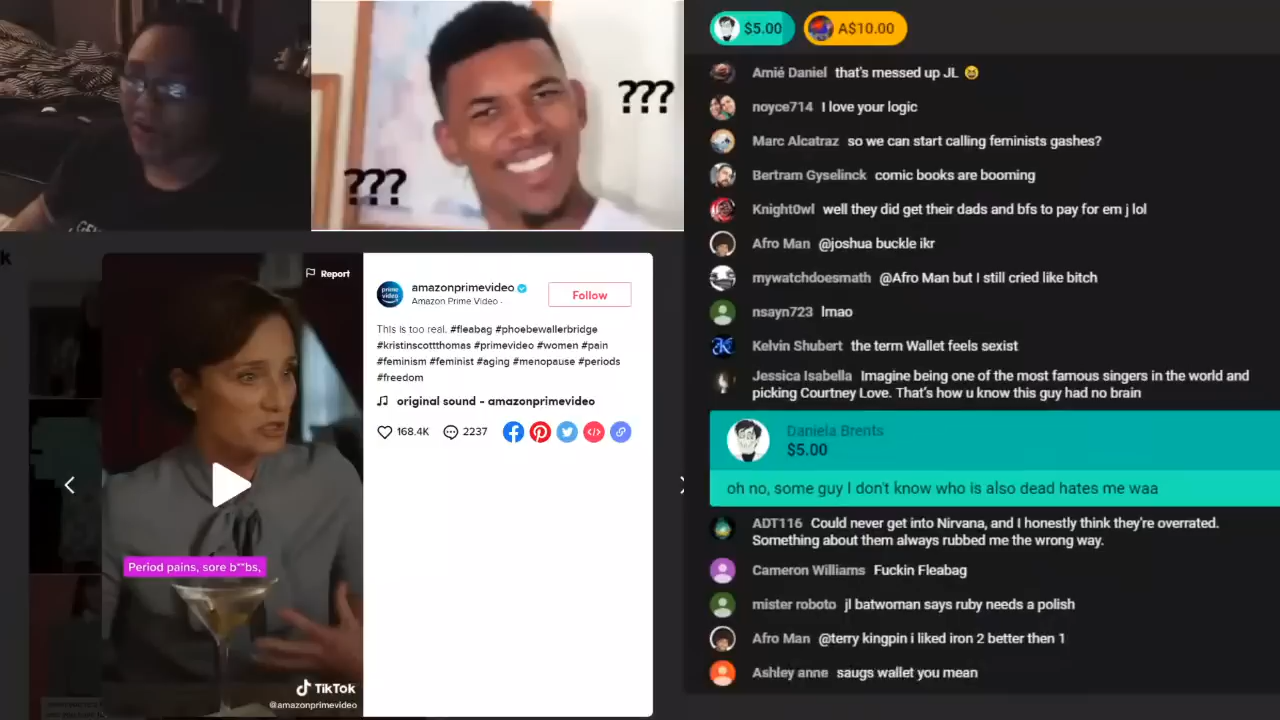 ???
???
k
Report
prime video
amazonprimevideo
Amazon Prime Video ·
Follow
This is too real. #fleabag #phoebewallerbridge
#kristinscottthomas #primevideo #women #pain
#feminism #feminist #aging #menopause #periods
#freedom
original sound - amazonprimevideo
168.4K 2237
Period pains, sore b**bs,
TikTok
@amazonprimevideo
$5.00 A$10.00
Amié Daniel that's messed up JL 😆
noyce714 I love your logic
Marc Alcatraz so we can start calling feminists gashes?
Bertram Gyselinck comic books are booming
Knight0wl well they did get their dads and bfs to pay for em j lol
Afro Man @joshua buckle ikr
mywatchdoesmath @Afro Man but I still cried like bitch
nsayn723 lmao
Kelvin Shubert the term Wallet feels sexist
Jessica Isabella Imagine being one of the most famous singers in the world and
picking Courtney Love. That's how u know this guy had no brain
Daniela Brents
$5.00
oh no, some guy I don't know who is also dead hates me waa
ADT116 Could never get into Nirvana, and I honestly think they're overrated.
Something about them always rubbed me the wrong way.
Cameron Williams Fuckin Fleabag
mister roboto jl batwoman says ruby needs a polish
Afro Man @terry kingpin i liked iron 2 better then 1
Ashley anne saugs wallet you mean